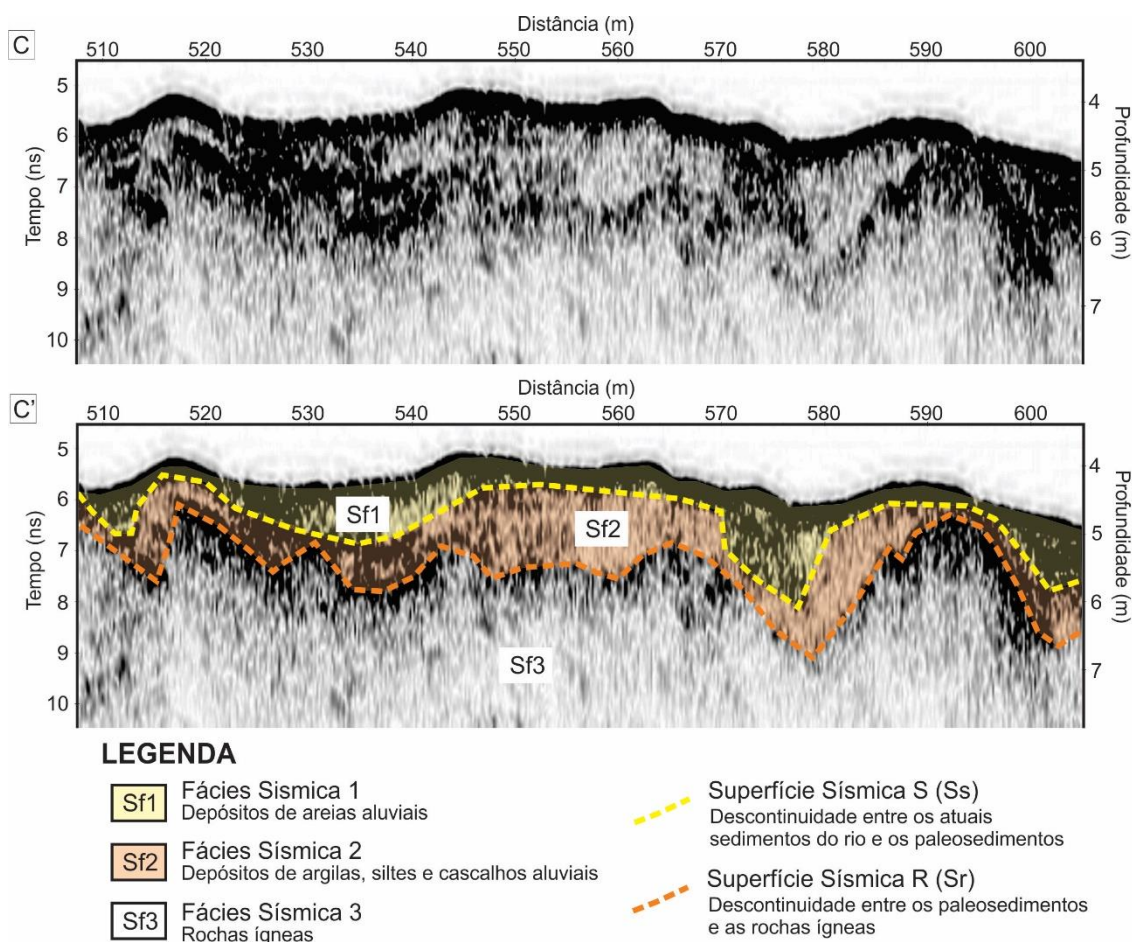 Distância (m)
C
510 520 530 540 550 560 570 580 590 600
Tempo (ns)
5
6
7
8
9
10
Profundidade (m)
4
5
6
7
Distância (m)
C'
510 520 530 540 550 560 570 580 590 600
Tempo (ns)
5
6
7
8
9
10
Profundidade (m)
4
5
6
7
Sf1
Sf2
Sf3
LEGENDA
Sf1 Fácies Sismica 1
Depósitos de areias aluviais
Sf2 Fácies Sísmica 2
Depósitos de argilas, siltes e cascalhos aluviais
Sf3 Fácies Sísmica 3
Rochas ígneas
Superfície Sísmica S (Ss)
Descontinuidade entre os atuais
sedimentos do rio e os paleosedimentos
Superfície Sísmica R (Sr)
Descontinuidade entre os paleosedimentos
e as rochas ígneas